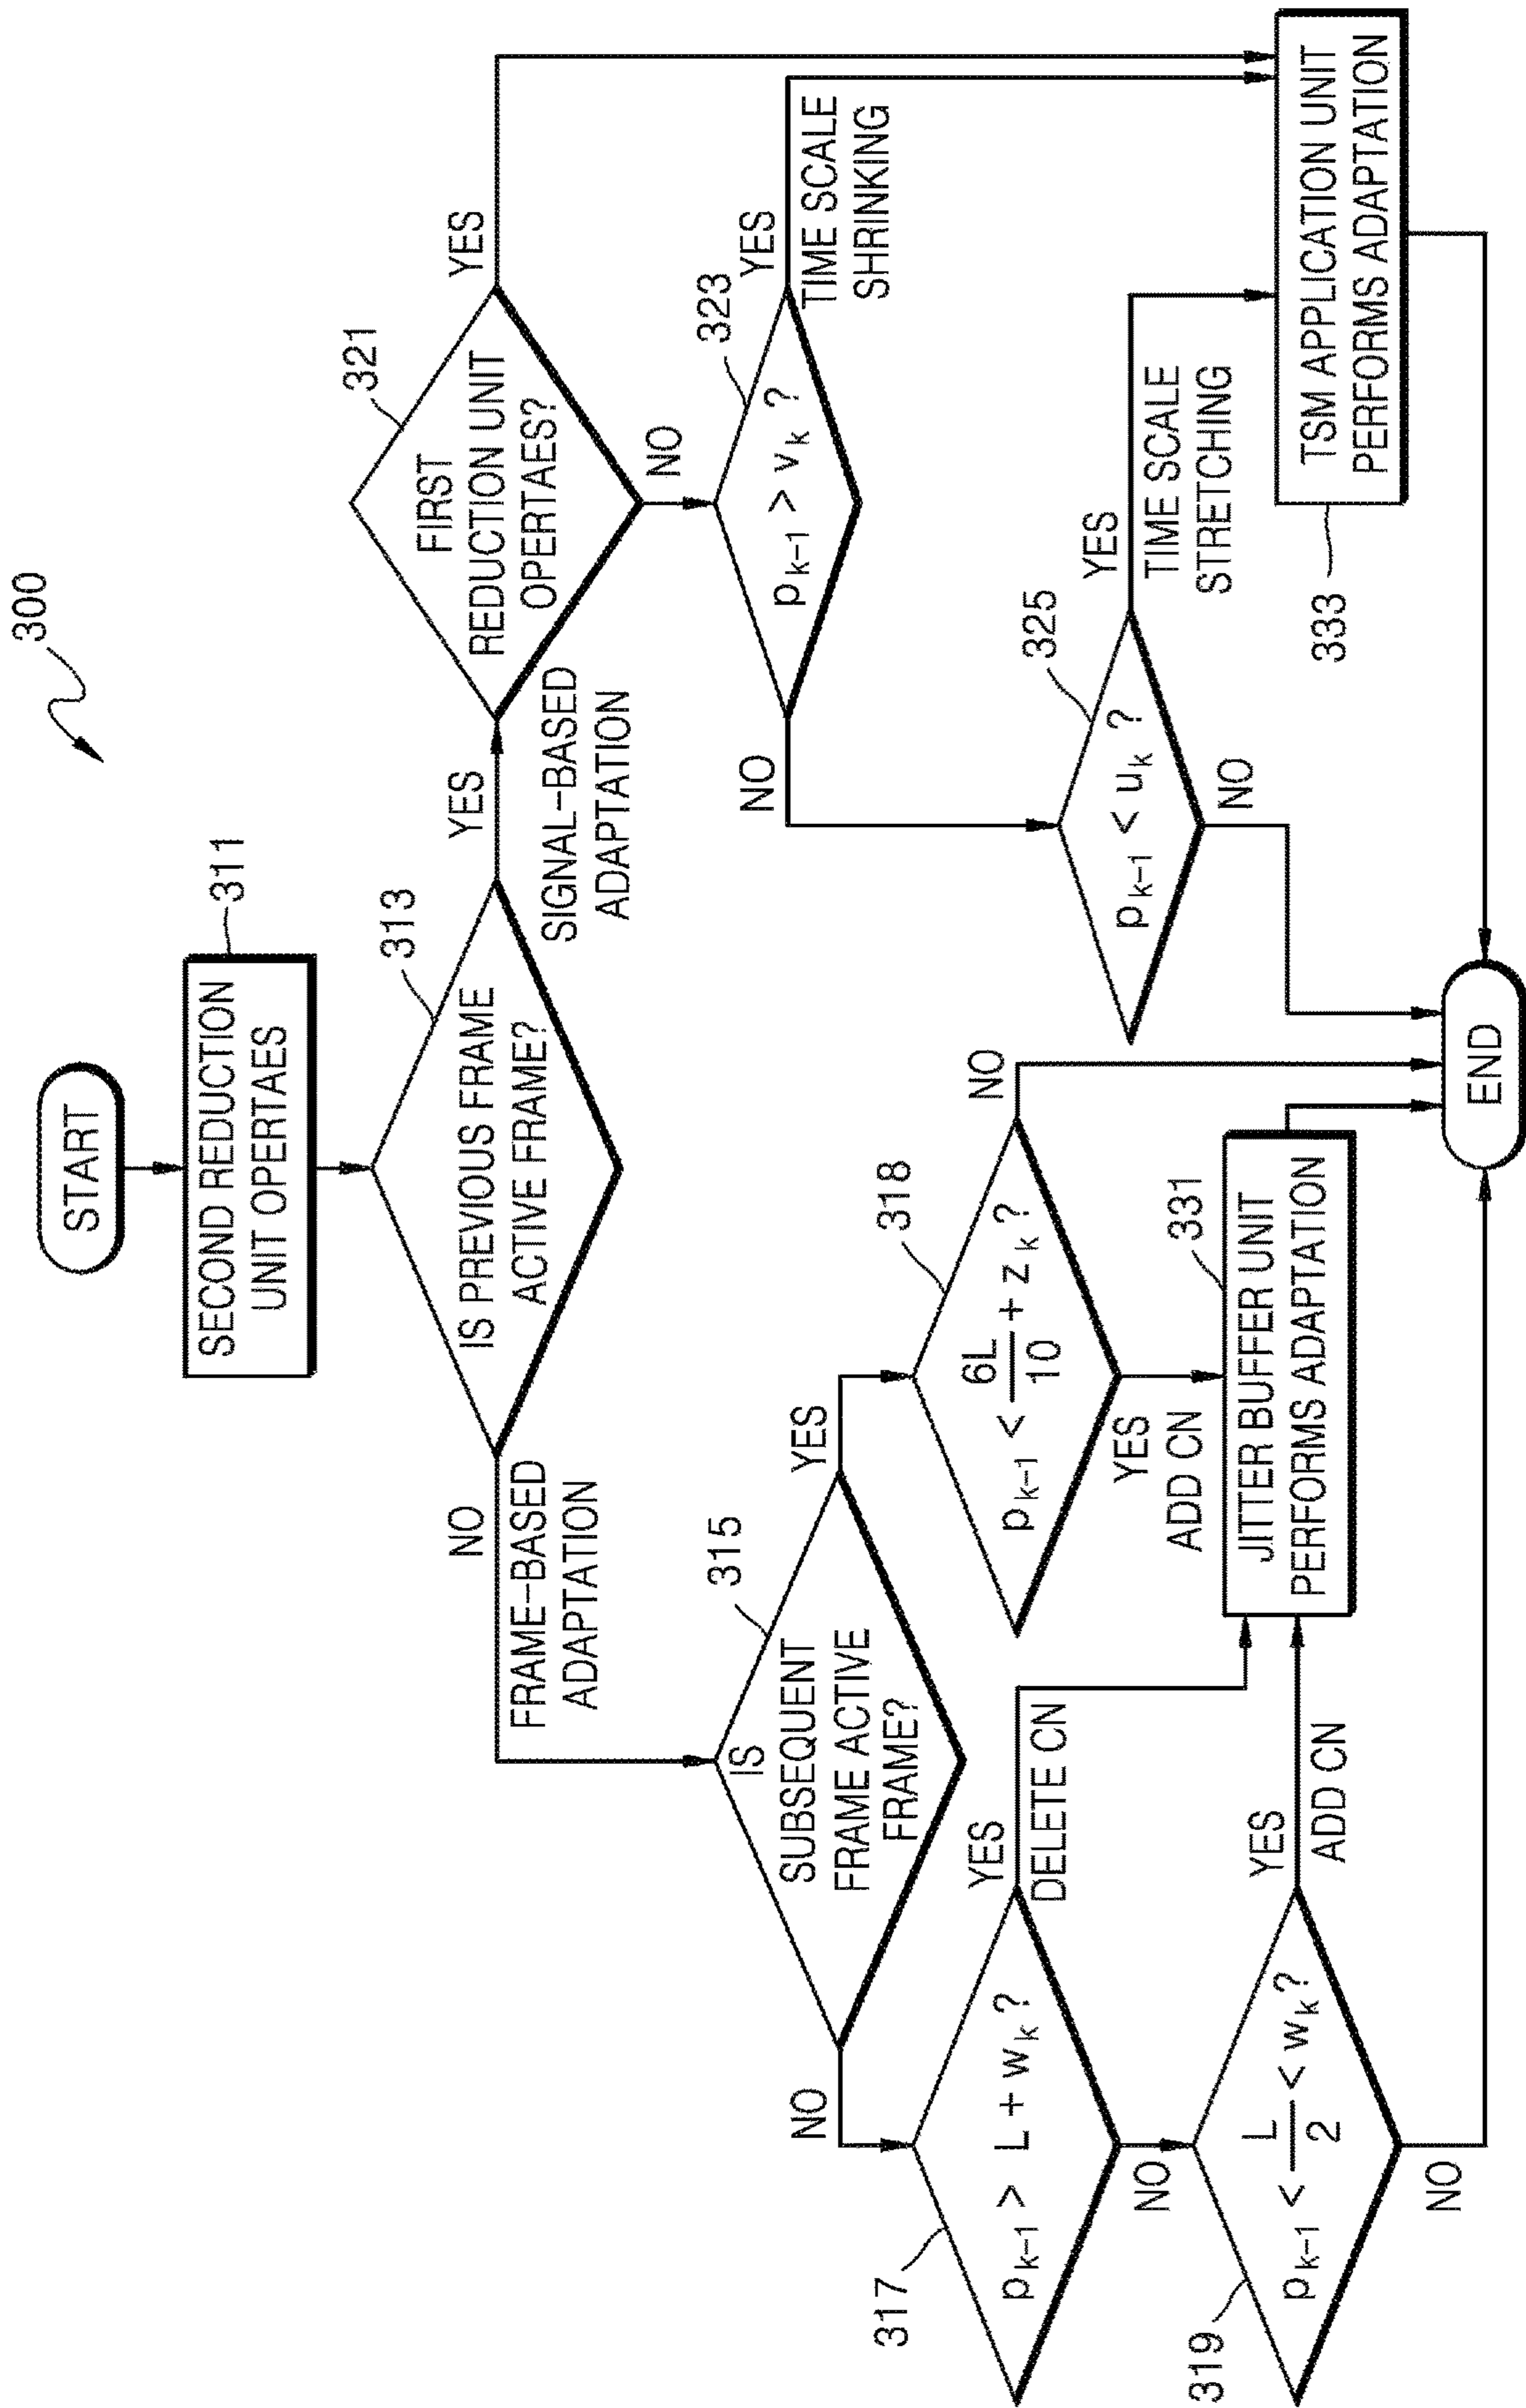 300
START
SECOND REDUCTION
UNIT OPERTAES
311
IS PREVIOUS FRAME
ACTIVE FRAME?
313
NO
FRAME-BASED
ADAPTATION
YES
SIGNAL-BASED
ADAPTATION
IS
SUBSEQUENT
FRAME ACTIVE
FRAME?
315
NO
YES
p_{k-1} > L + w_k ?
317
YES
DELETE CN
NO
p_{k-1} < \frac{L}{2} < w_k ?
319
YES
ADD CN
NO
p_{k-1} < \frac{6L}{10} + z_k ?
318
YES
ADD CN
NO
JITTER BUFFER UNIT
PERFORMS ADAPTATION
331
FIRST
REDUCTION UNIT
OPERTAES?
321
YES
NO
p_{k-1} > v_k ?
323
YES
TIME SCALE
SHRINKING
NO
p_{k-1} < u_k ?
325
YES
TIME SCALE
STRETCHING
NO
TSM APPLICATION UNIT
PERFORMS ADAPTATION
333
END